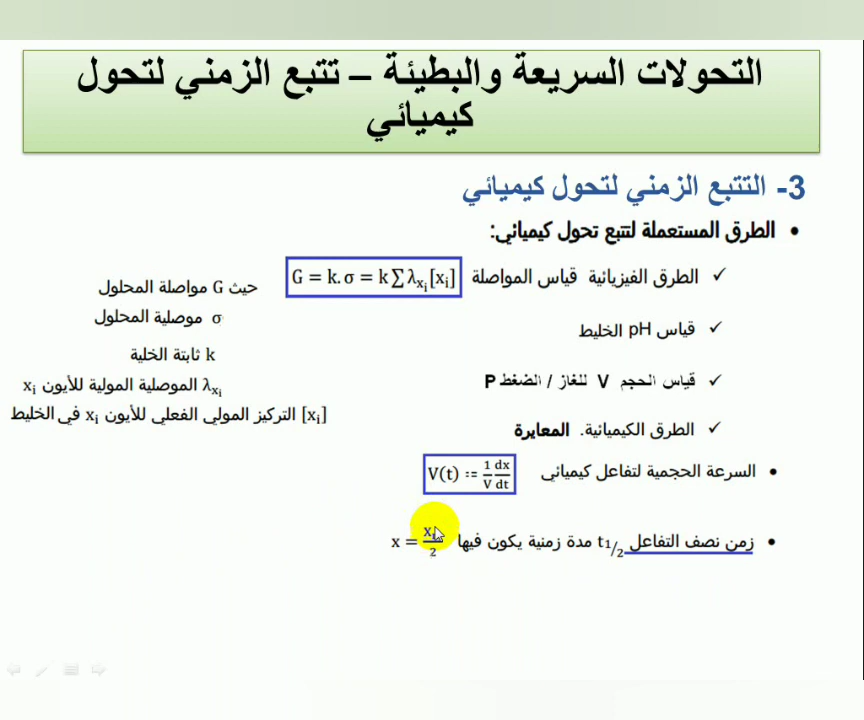 التحولات السريعة والبطيئة – تتبع الزمني لتحول
كيميائي
3- التتبع الزمني لتحول كيميائي
• الطرق المستعملة لتتبع تحول كيميائي:
✓ الطرق الفيزيائية قياس المواصلة G = k. σ = k ∑ λxᵢ[xᵢ]
حيث G مواصلة المحلول
σ موصلية المحلول
✓ قياس pH الخليط
k ثابتة الخلية
✓ قياس الحجم V للغاز / الضغط P
λxᵢ الموصلية المولية للأيون xᵢ
[xᵢ] التركيز المولي الفعلي للأيون xᵢ في الخليط
✓ الطرق الكيميائية. المعايرة
• السرعة الحجمية لتفاعل كيميائي V(t) := 1/V dx/dt
• زمن نصف التفاعل t1/2 مدة زمنية يكون فيها x = x/2